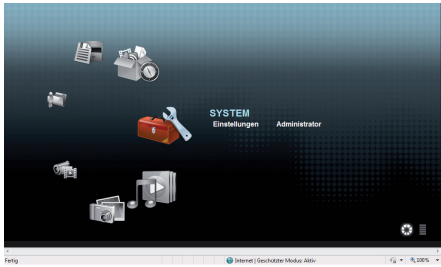 SYSTEM
Einstellungen Administrator
Fertig Internet | Geschützter Modus: Aktiv 100%